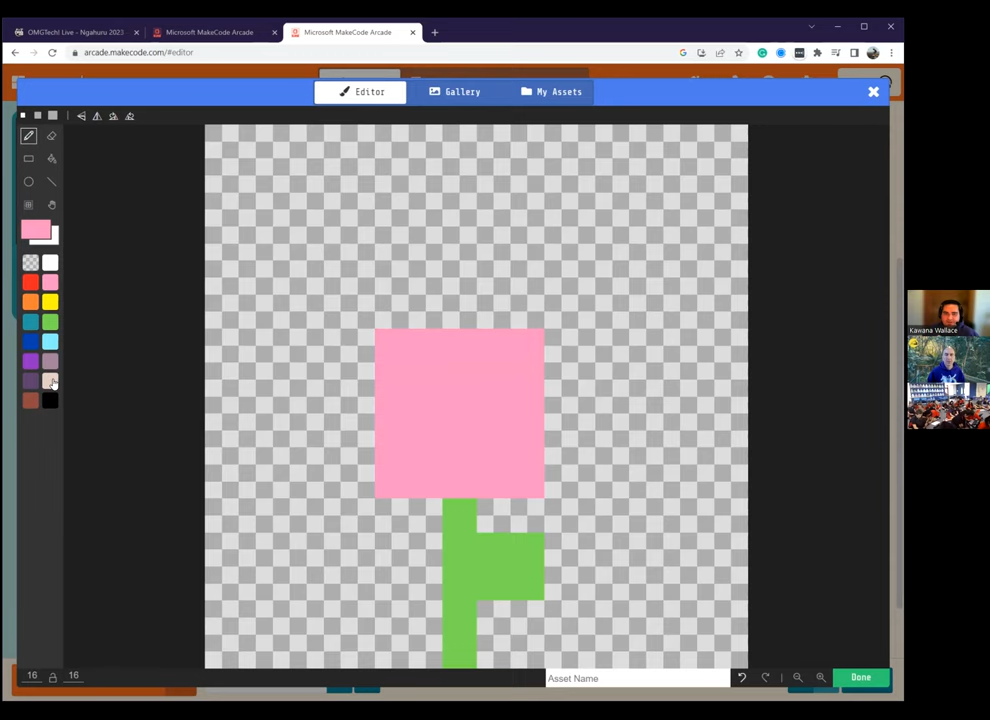 OMGTech! Live - Ngahuru 2023
Microsoft MakeCode Arcade
Microsoft MakeCode Arcade
arcade.makecode.com/#editor
Editor
Gallery
My Assets
Kawana Wallace
16
16
Asset Name
Done